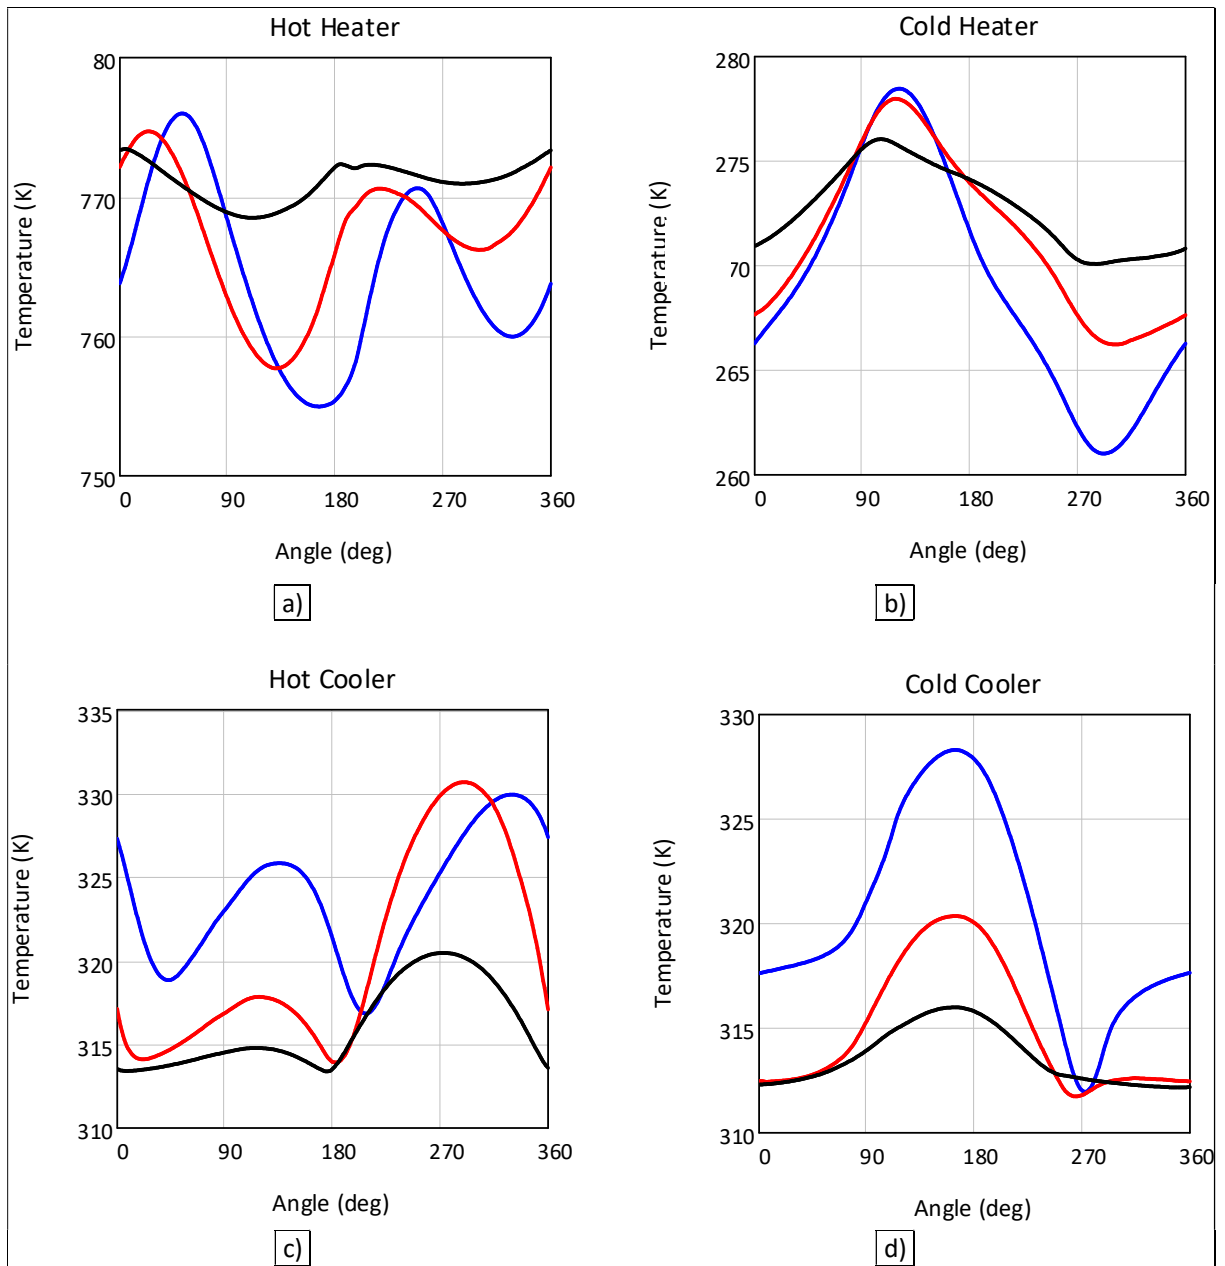 Hot Heater
Cold Heater
80
770
760
750
0 90 180 270 360
Temperature (K)
Angle (deg)
a)
280
275
70
265
260
0 90 180 270 360
Temperature (K)
Angle (deg)
b)
Hot Cooler
Cold Cooler
335
330
325
320
315
310
0 90 180 270 360
Temperature (K)
Angle (deg)
c)
330
325
320
315
310
0 90 180 270 360
Temperature (K)
Angle (deg)
d)